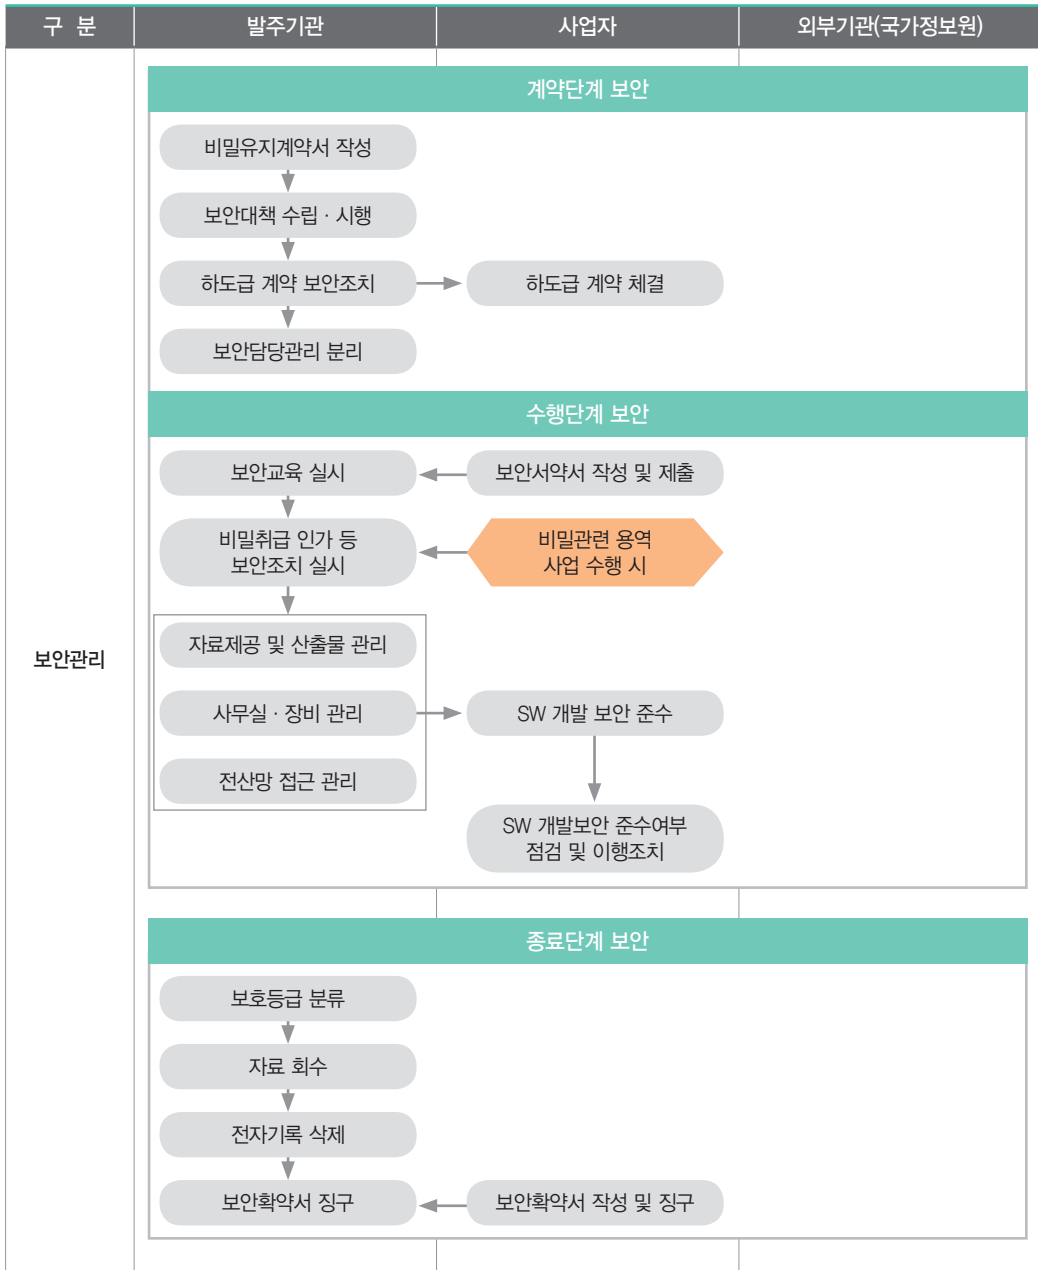 구 분 발주기관 사업자 외부기관(국가정보원)
계약단계 보안
비밀유지계약서 작성
보안대책 수립 · 시행
하도급 계약 보안조치 하도급 계약 체결
보안담당관리 분리
수행단계 보안
보안교육 실시 보안서약서 작성 및 제출
비밀취급 인가 등
보안조치 실시
비밀관련 용역
사업 수행 시
보안관리
자료제공 및 산출물 관리
사무실 · 장비 관리 SW 개발 보안 준수
전산망 접근 관리
SW 개발보안 준수여부
점검 및 이행조치
종료단계 보안
보호등급 분류
자료 회수
전자기록 삭제
보안확약서 징구 보안확약서 작성 및 징구